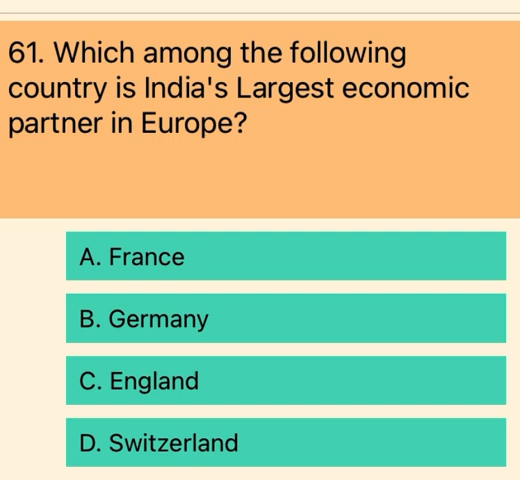 61. Which among the following
country is India's Largest economic
partner in Europe?
A. France
B. Germany
C. England
D. Switzerland